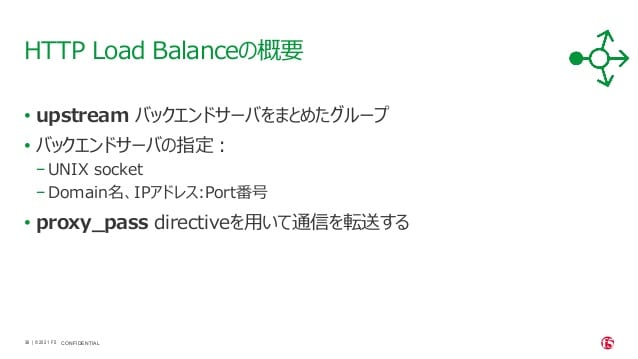 HTTP Load Balanceの概要
• upstream バックエンドサーバをまとめたグループ
• バックエンドサーバの指定：
–UNIX socket
–Domain名、IPアドレス:Port番号
• proxy_pass directiveを用いて通信を転送する
| ©2021 F5 CONFIDENTIAL
f5